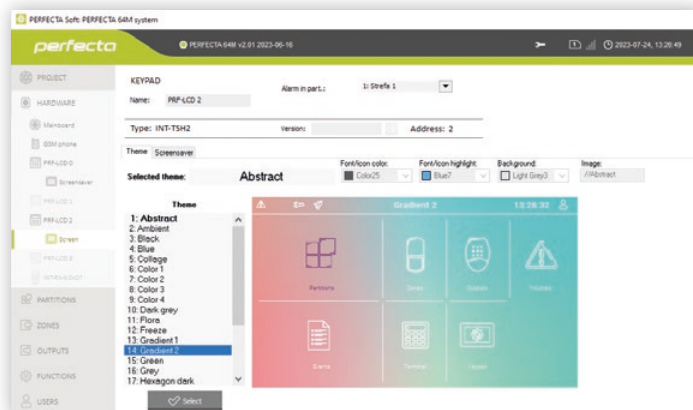 PERFECTA Soft: PERFECTA 64M system
perfecta
PERFECTA 64M v2.01 2023-06-16
1
2023-07-24, 13:26:49
PROJECT
HARDWARE
Mainboard
GSM phone
PRF-LCD 0
Screensaver
PRF-LCD 1
PRF-LCD 2
Screen
PRF-LCD 3
PARTITIONS
ZONES
OUTPUTS
FUNCTIONS
USERS
KEYPAD
Name: PRF-LCD 2
Alarm in part.: 1: Strefa 1
Type: INT-TSH2 Version: Address: 2
Theme Screensaver
Font/icon color: Font/icon highlight: Background: Image:
Selected theme: Abstract Color25 Blue7 Light Grey3 //Abstract
Theme
1: Abstract
2: Ambient
3: Black
4: Blue
5: Collage
6: Color 1
7: Color 2
8: Color 3
9: Color 4
10: Dark grey
11: Flora
12: Freeze
13: Gradient 1
14: Gradient 2
15: Green
16: Grey
17: Hexagon dark
Select
Gradient 2 13:26:32
Partitions Zones Outputs Troubles
Events Terminal Layout